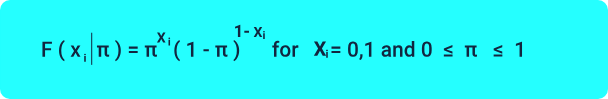 F ( xᵢ | π ) = π^xᵢ ( 1 - π )^1- xᵢ for Xᵢ = 0,1 and 0 ≤ π ≤ 1